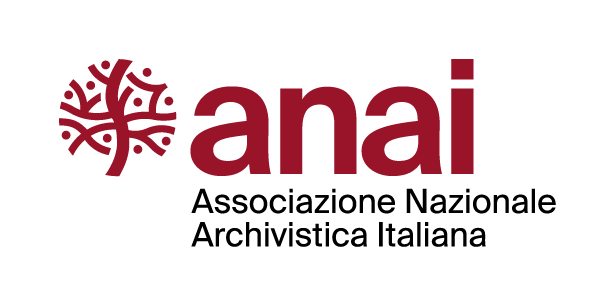 anai
Associazione Nazionale
Archivistica Italiana